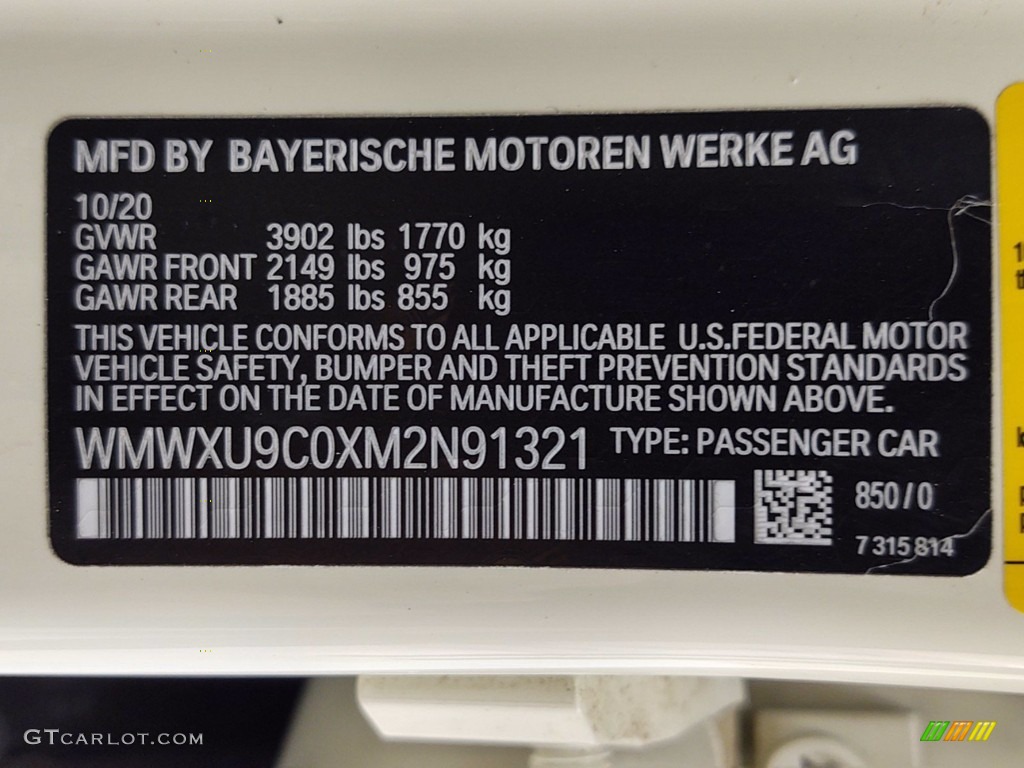 MFD BY BAYERISCHE MOTOREN WERKE AG
10/20
GVWR 3902 lbs 1770 kg
GAWR FRONT 2149 lbs 975 kg
GAWR REAR 1885 lbs 855 kg
THIS VEHICLE CONFORMS TO ALL APPLICABLE U.S.FEDERAL MOTOR
VEHICLE SAFETY, BUMPER AND THEFT PREVENTION STANDARDS
IN EFFECT ON THE DATE OF MANUFACTURE SHOWN ABOVE.
WMWXU9C0XM2N91321 TYPE: PASSENGER CAR
850/0
7 315 814
GTCARLOT.COM